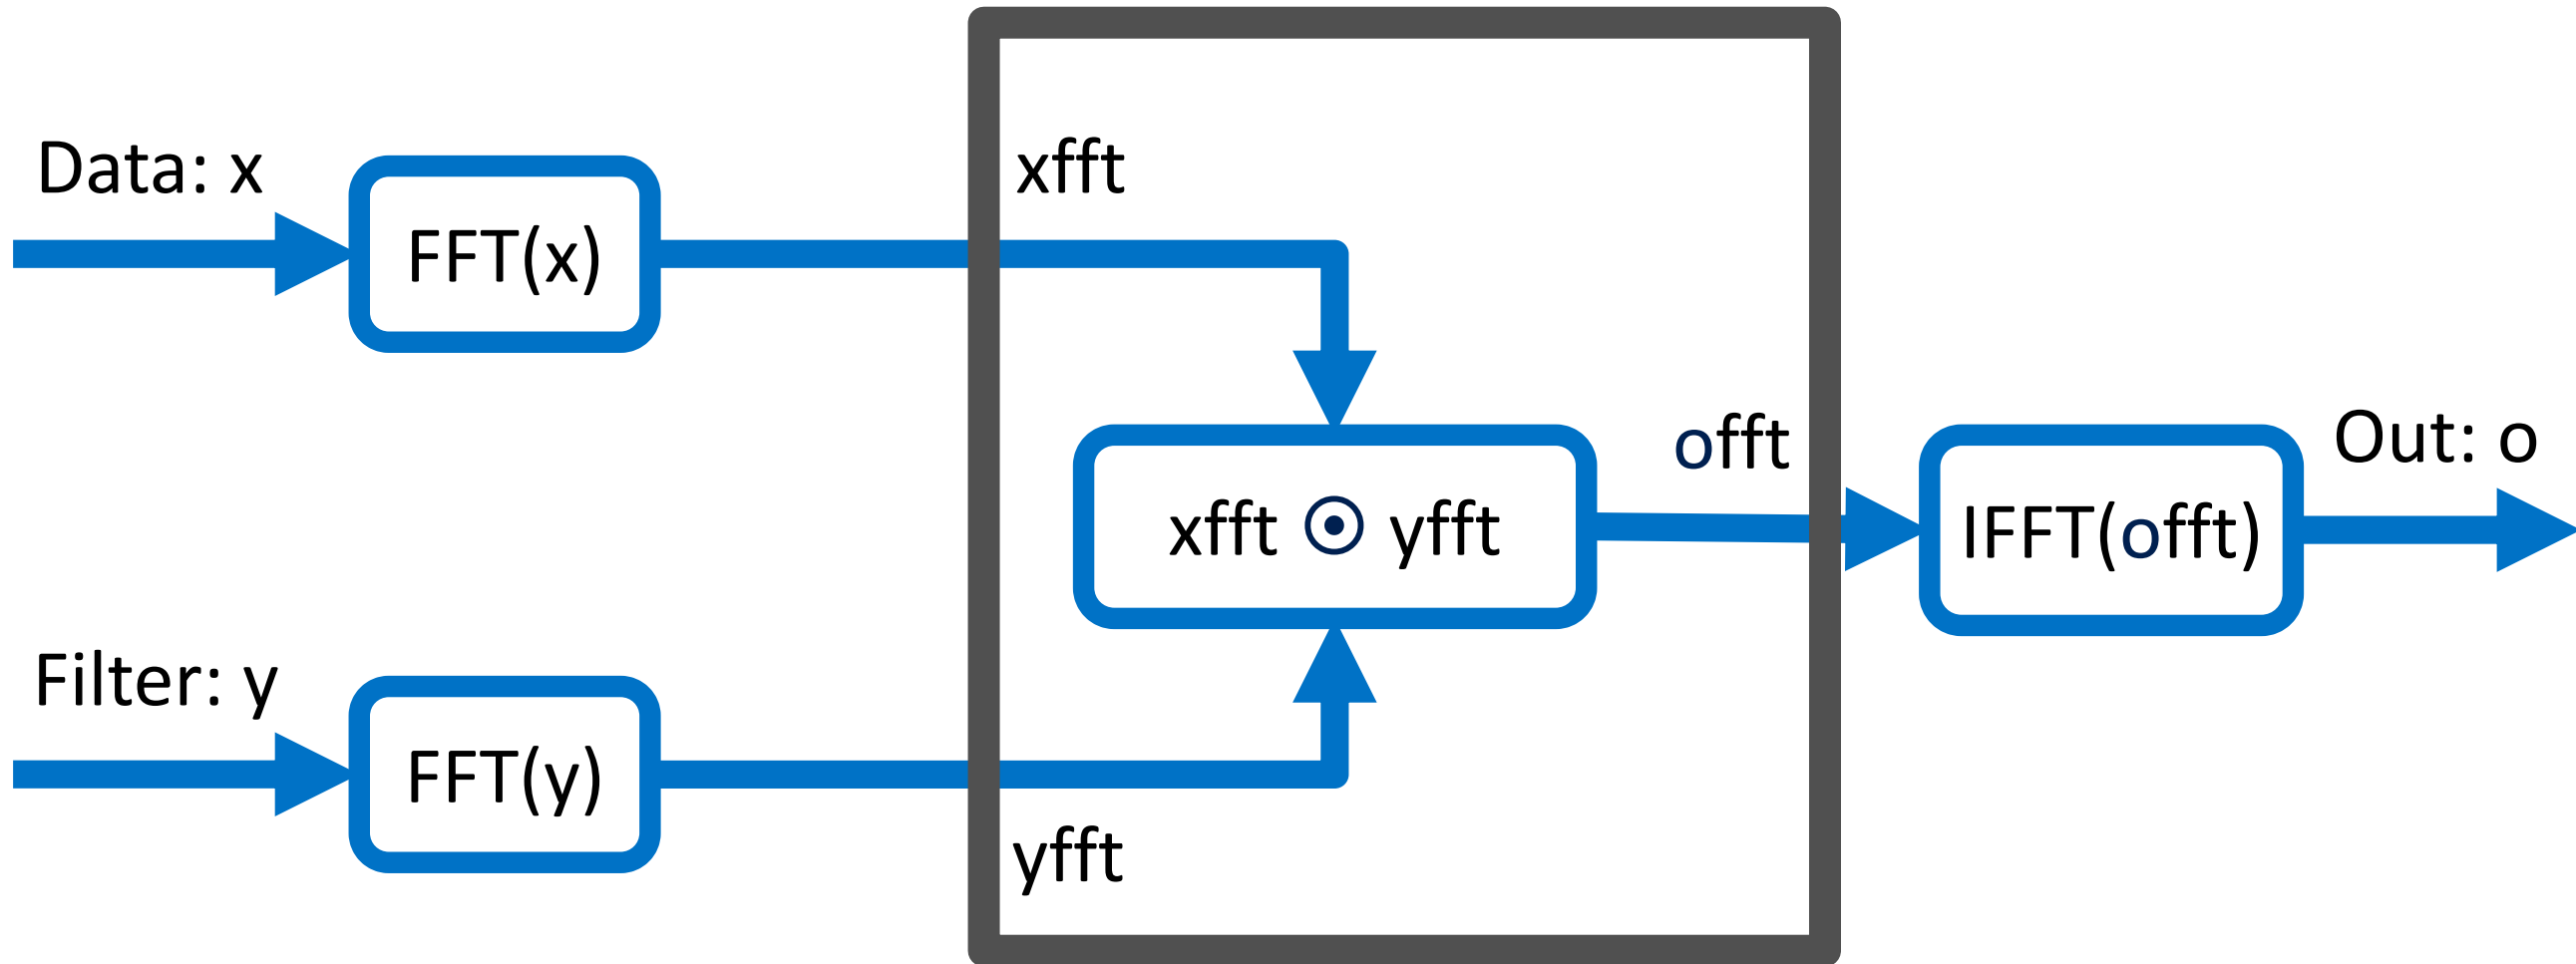 Data: x
FFT(x)
xfft
xfft ⊙ yfft
offt
IFFT(offt)
Out: o
Filter: y
FFT(y)
yfft